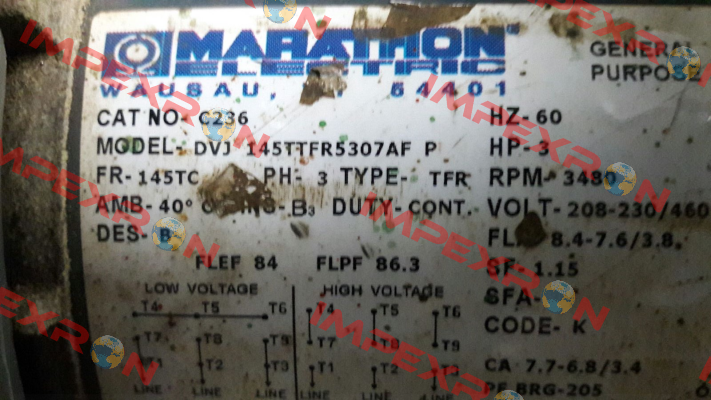 MARATHON
ELECTRIC
WAUSAU, 54401
GENERAL
PURPOSE
CAT NO- C236
HZ-60
MODEL- DVJ 145TTFR5307AF P
HP-3
FR-145TC PH- 3 TYPE- TFR
RPM-3480
AMB-40° B3 DUTY-CONT.
VOLT-208-230/460
DES-B
8.4-7.6/3.8
FLEF 84 FLPF 86.3
SF-1.15
LOW VOLTAGE HIGH VOLTAGE
SFA-
T4 T5 T6 T4 T5 T6
CODE- K
T7 T8 T9 T7 T8 T9
T1 T2 T3 T1 T2 T3
CA 7.7-6.8/3.4
LINE LINE LINE LINE LINE LINE
PE BRG-205
IMPEXRON